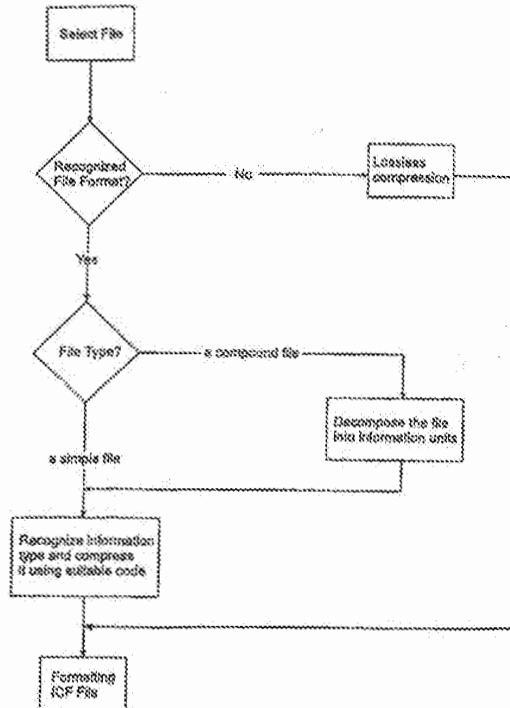 Select File
Recognized
File Format?
No
Lossless
compression
Yes
File Type?
a compound file
Decompose the file
into information units
a simple file
Recognize information
type and compress
it using suitable code
Formatting
ICF File